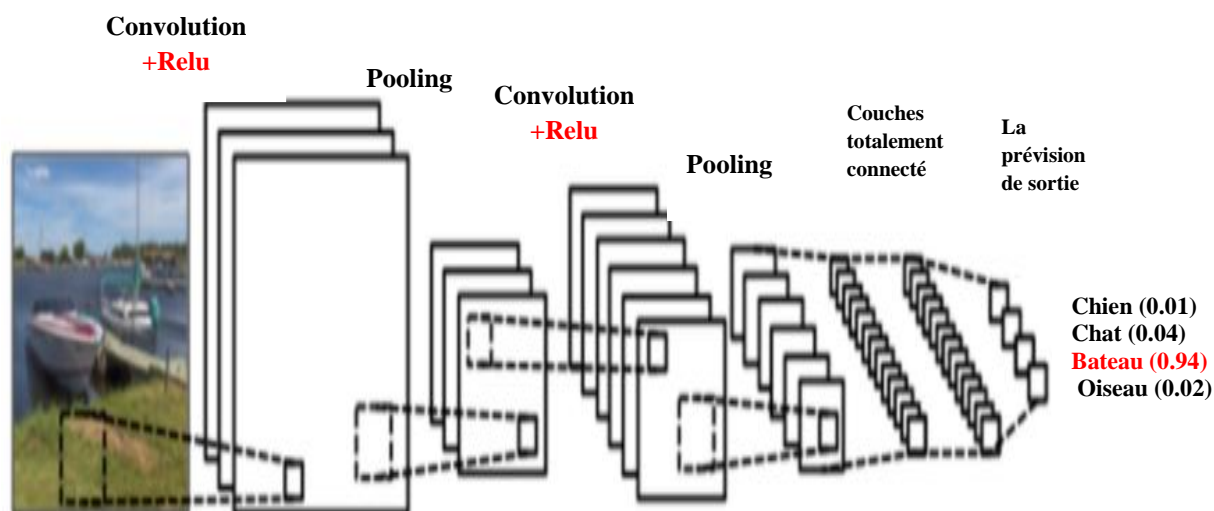 Convolution
+Relu
Pooling
Convolution
+Relu
Pooling
Couches
totalement
connecté
La
prévision
de sortie
Chien (0.01)
Chat (0.04)
Bateau (0.94)
Oiseau (0.02)